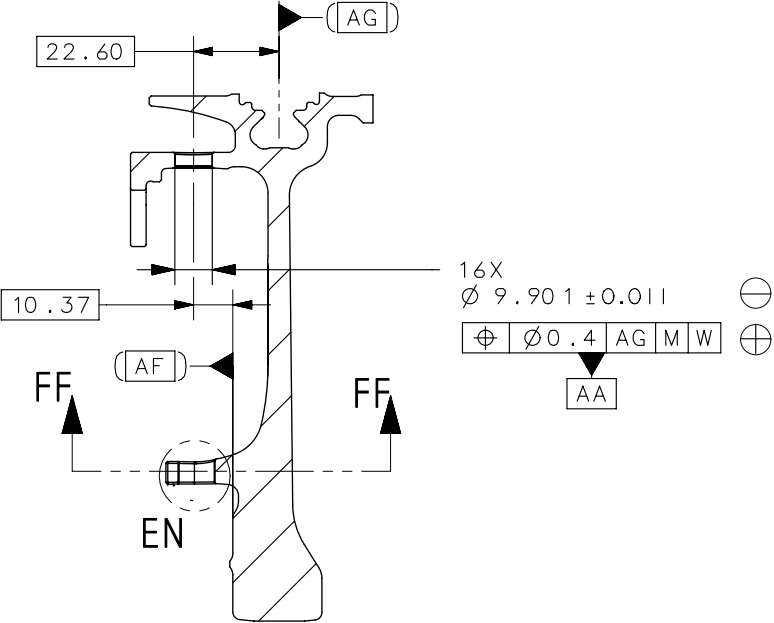 AG
22.60
16X
Ø 9.901 ±0.011
10.37
⌖ Ø0.4 AG M W
AF
AA
FF FF
EN